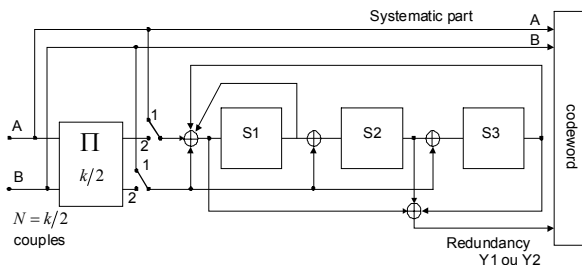 Systematic part
A
B
A
B
Π
k/2
1
2
1
2
S1
S2
S3
codeword
N = k/2
couples
Redundancy
Y1 ou Y2